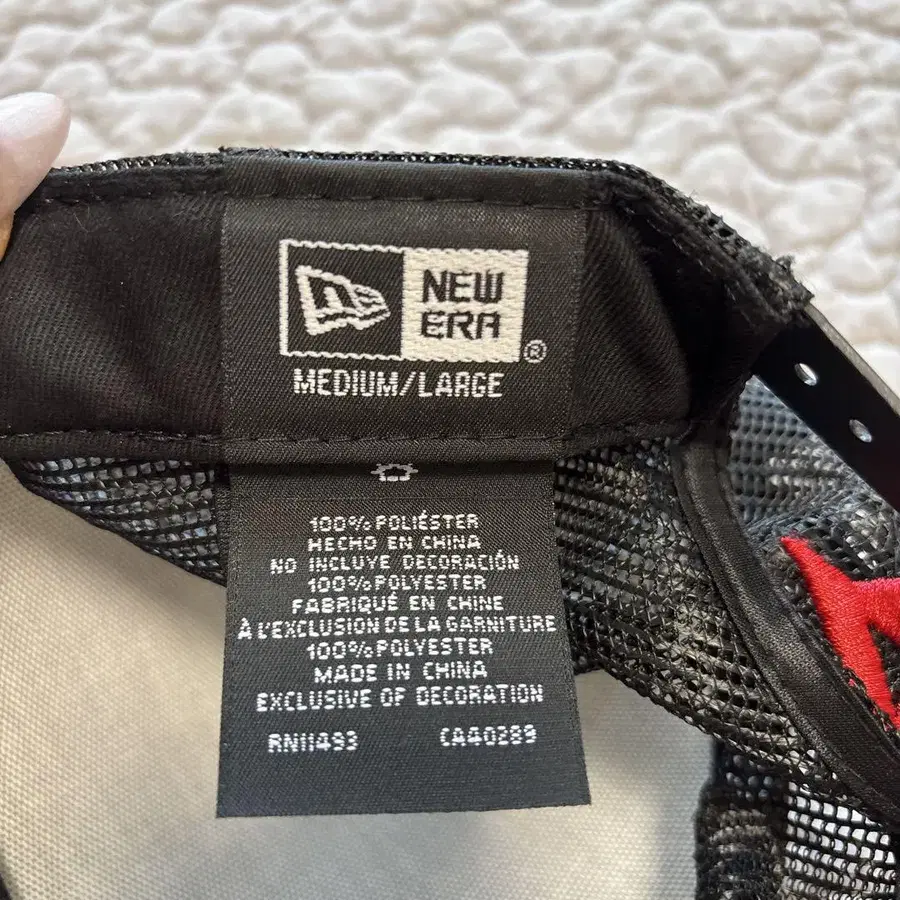 NEW
ERA®
MEDIUM/LARGE
100% POLIÉSTER
HECHO EN CHINA
NO INCLUYE DECORACIÓN
100% POLYESTER
FABRIQUÉ EN CHINE
À L'EXCLUSION DE LA GARNITURE
100% POLYESTER
MADE IN CHINA
EXCLUSIVE OF DECORATION
RN11493 CA40289